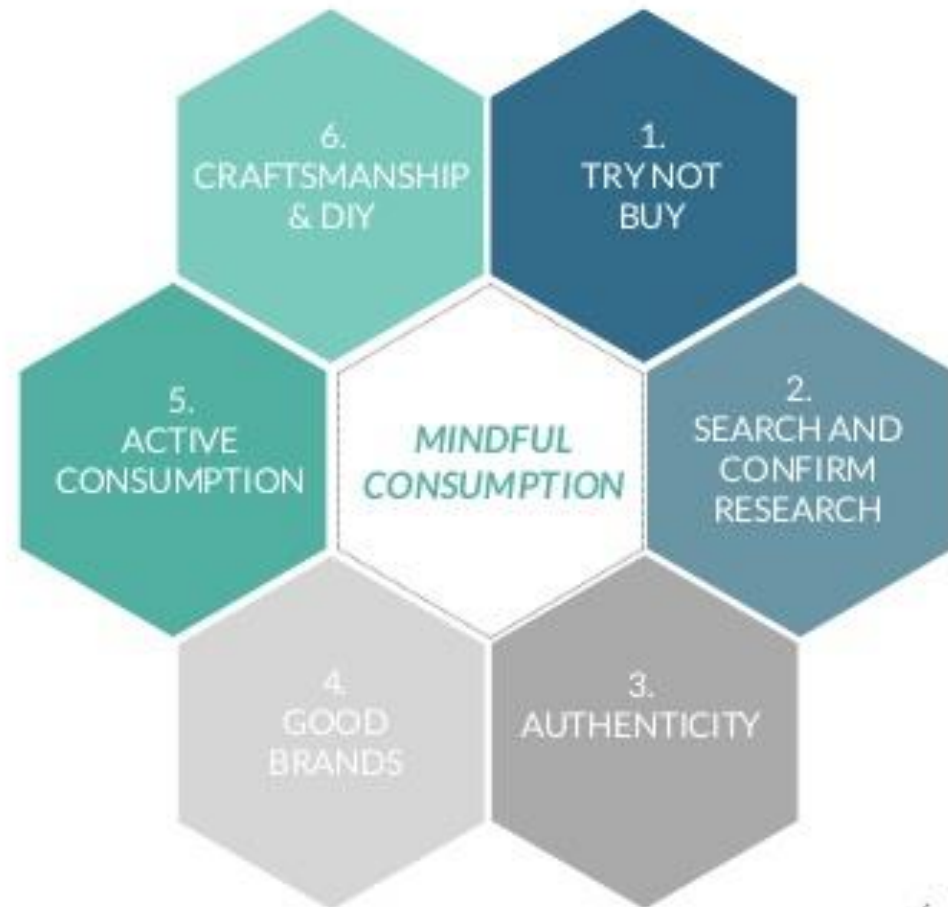 1.
TRY NOT
BUY
2.
SEARCH AND
CONFIRM
RESEARCH
3.
AUTHENTICITY
4.
GOOD
BRANDS
5.
ACTIVE
CONSUMPTION
6.
CRAFTSMANSHIP
& DIY
MINDFUL
CONSUMPTION